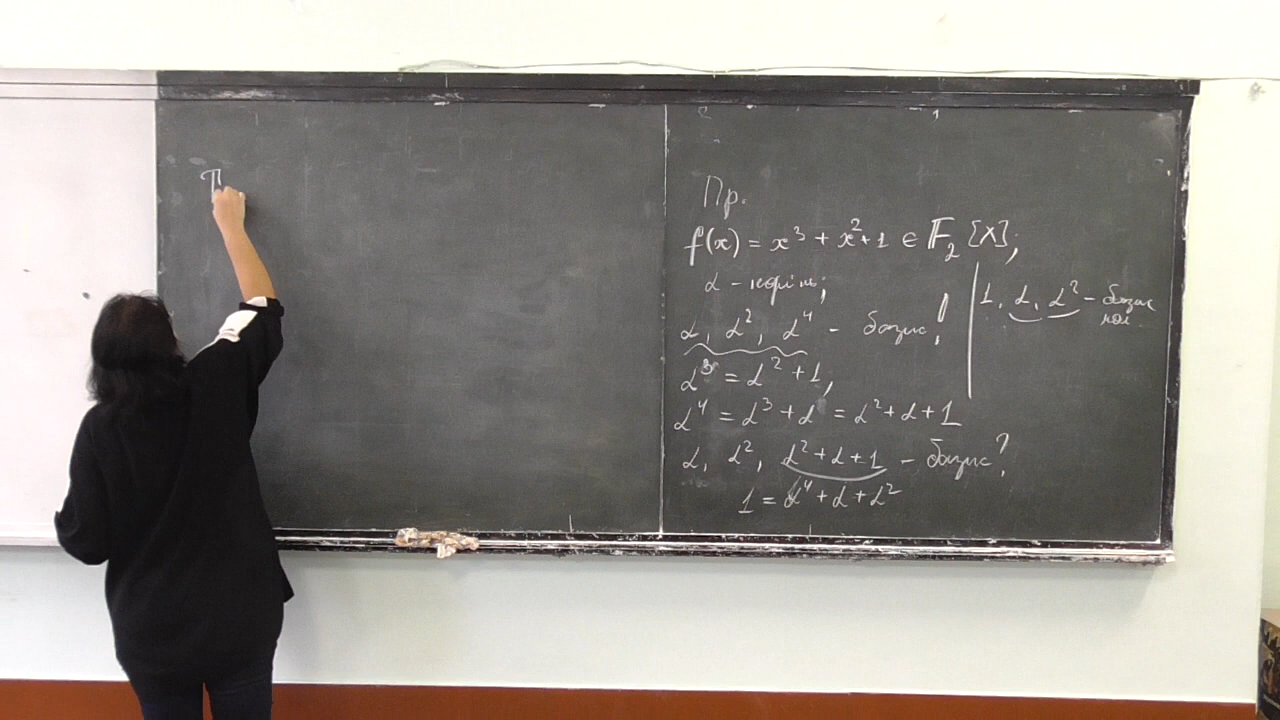 П
Пр.
f(x) = x³ + x² + 1 ∈ 𝔽₂ [X];
α – корінь;
α, α², α⁴ – базис!
1, α, α² – базис
α³ = α² + 1,
α⁴ = α³ + α = α² + α + 1
α, α², α² + α + 1 – базис?
1 = α⁴ + α + α²